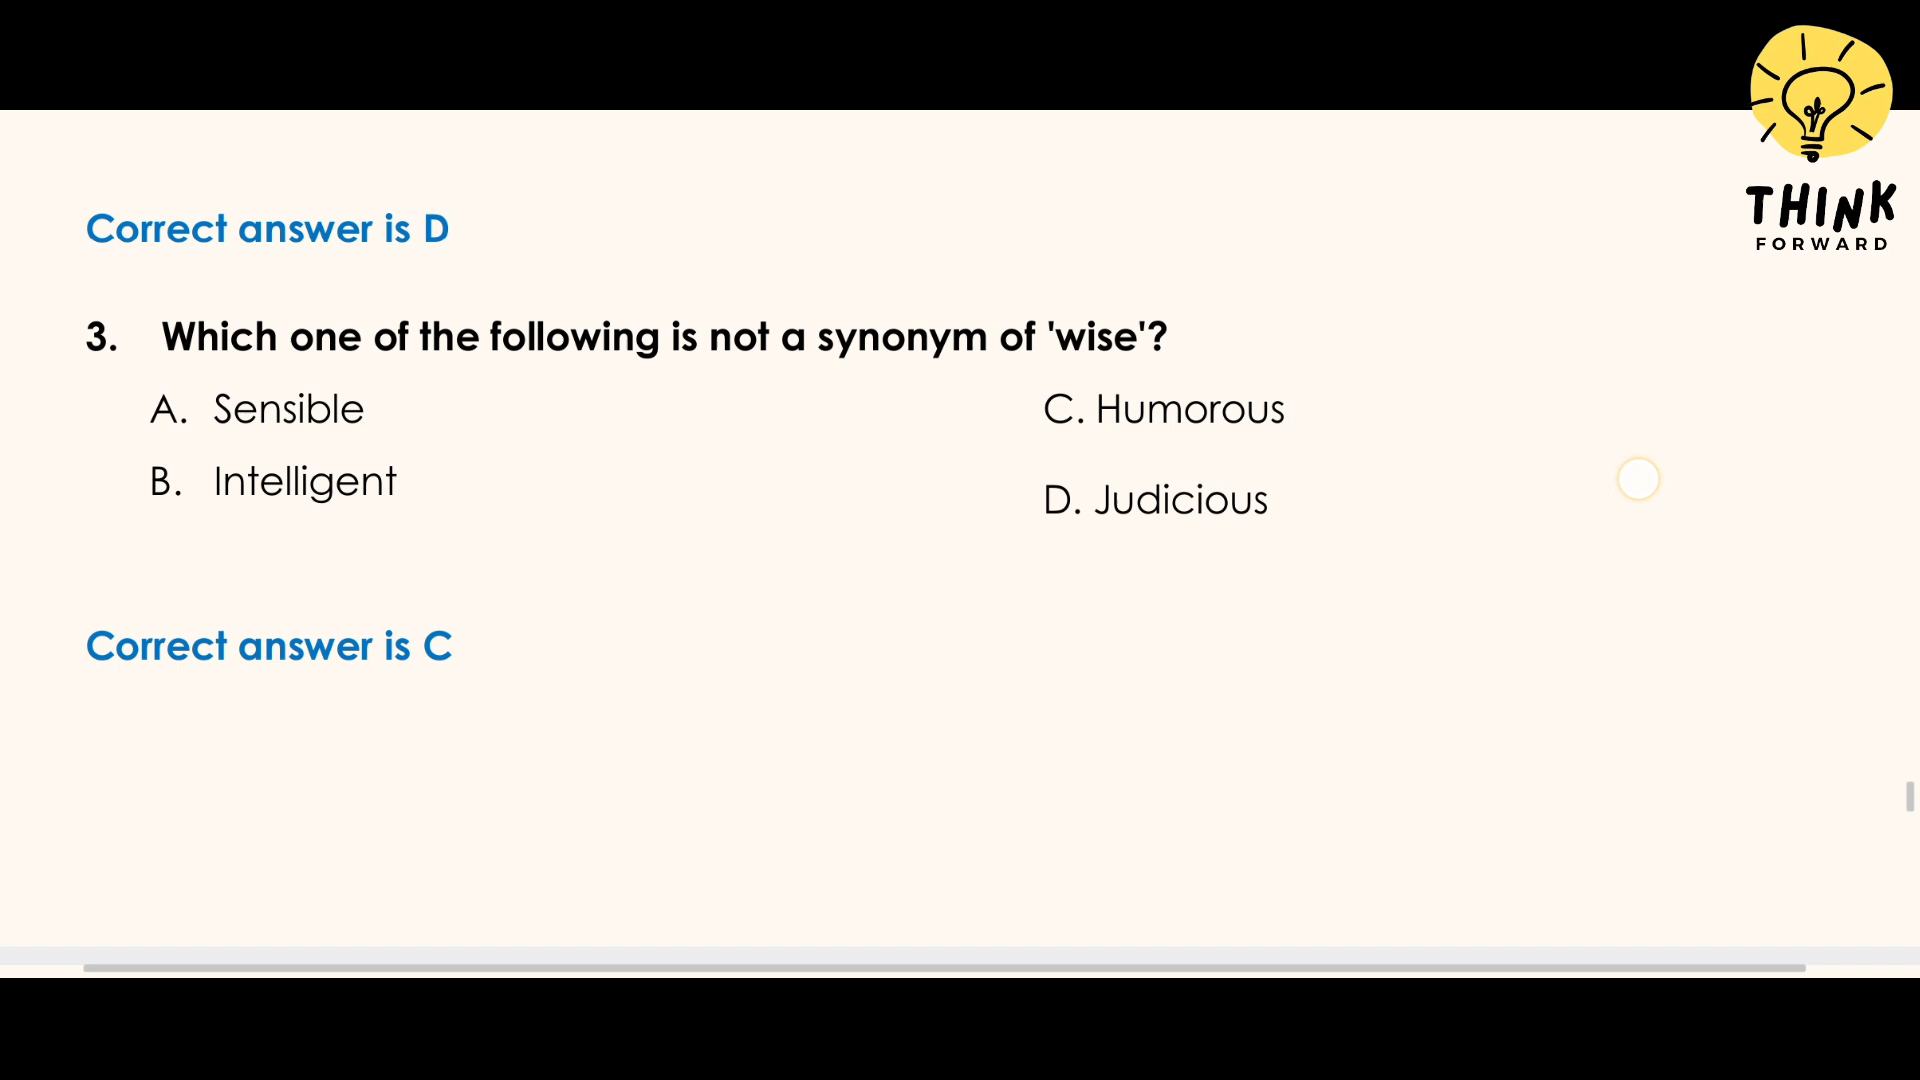 THINK
FORWARD
Correct answer is D
3. Which one of the following is not a synonym of 'wise'?
A. Sensible
B. Intelligent
C. Humorous
D. Judicious
Correct answer is C